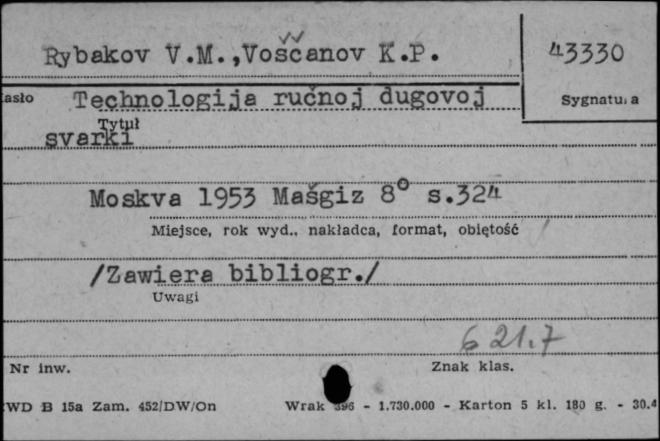 Rybakov V.M.,Voščanov K.P.
43330
asło Technologija ručnoj dugovoj
Sygnatura
Tytuł
svarki
Moskva 1953 Mašgiz 8° s.324
Miejsce, rok wyd., nakładca, format, objętość
/Zawiera bibliogr./
Uwagi
621.7
Nr inw.
Znak klas.
WD B 15a Zam. 452/DW/On Wrak 396 - 1.730.000 - Karton 5 kl. 180 g. - 30.4